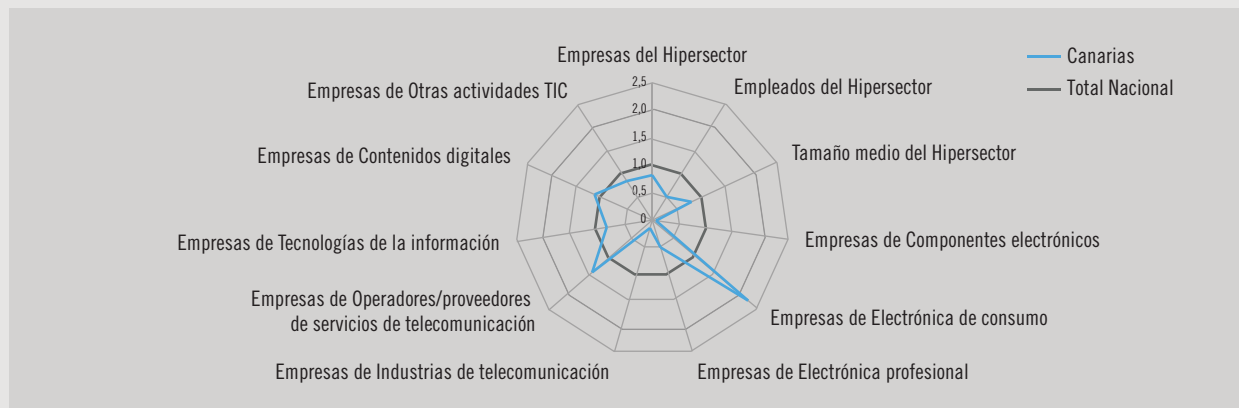 Empresas del Hipersector
Empleados del Hipersector
Tamaño medio del Hipersector
Empresas de Componentes electrónicos
Empresas de Electrónica de consumo
Empresas de Electrónica profesional
Empresas de Industrias de telecomunicación
Empresas de Operadores/proveedores
de servicios de telecomunicación
Empresas de Tecnologías de la información
Empresas de Contenidos digitales
Empresas de Otras actividades TIC
2,5
2,0
1,5
1,0
0,5
0
Canarias
Total Nacional